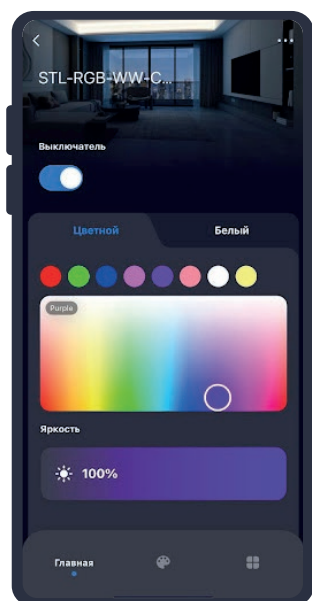 STL-RGB-WW-C...
Выключатель
Цветной
Белый
Purple
Яркость
100%
Главная